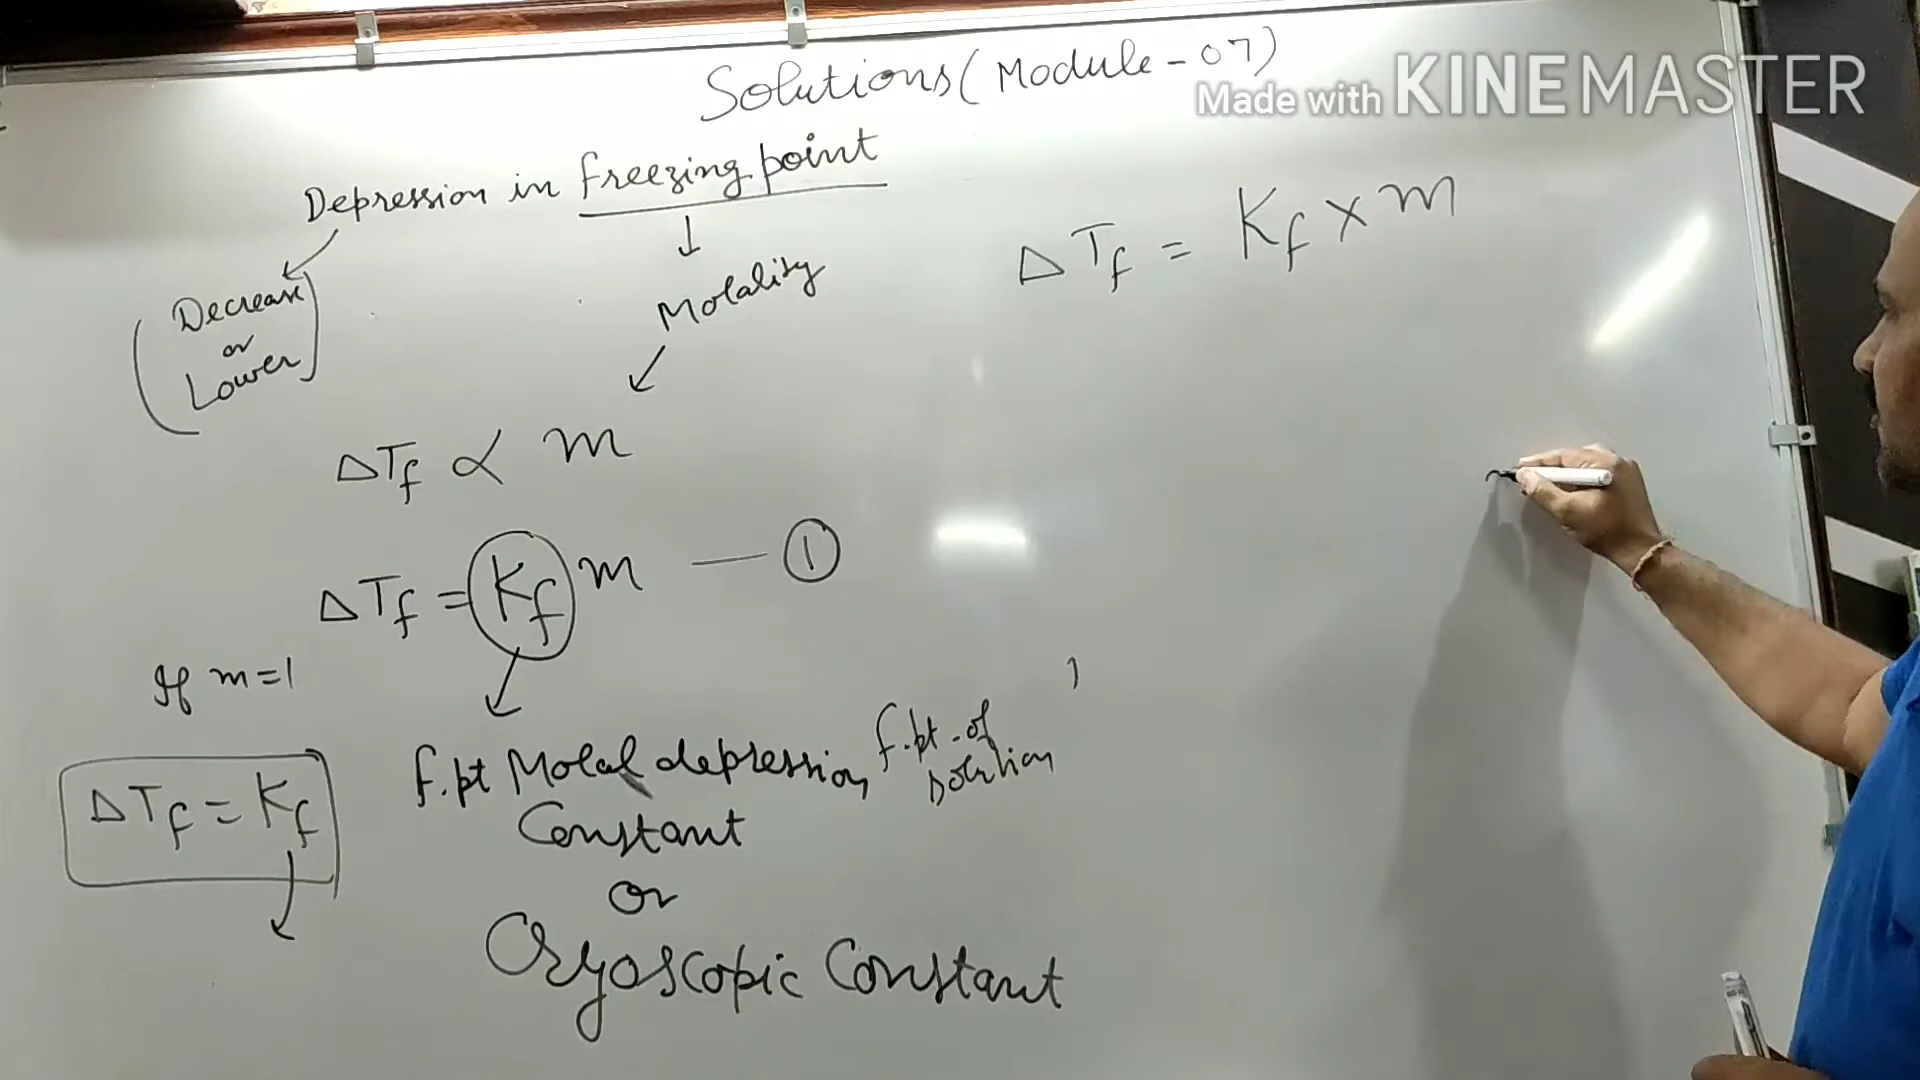 Solutions (Module-07)
Made with KINEMASTER
Depression in freezing point
↓
Molality
(Decrease
or
Lower)
ΔTf ∝ m
ΔTf = Kf m — ①
If m=1
ΔTf = Kf
f.pt Molal depression
Constant
or
Cryoscopic Constant
f.pt. of
solution
ΔTf = Kf × m